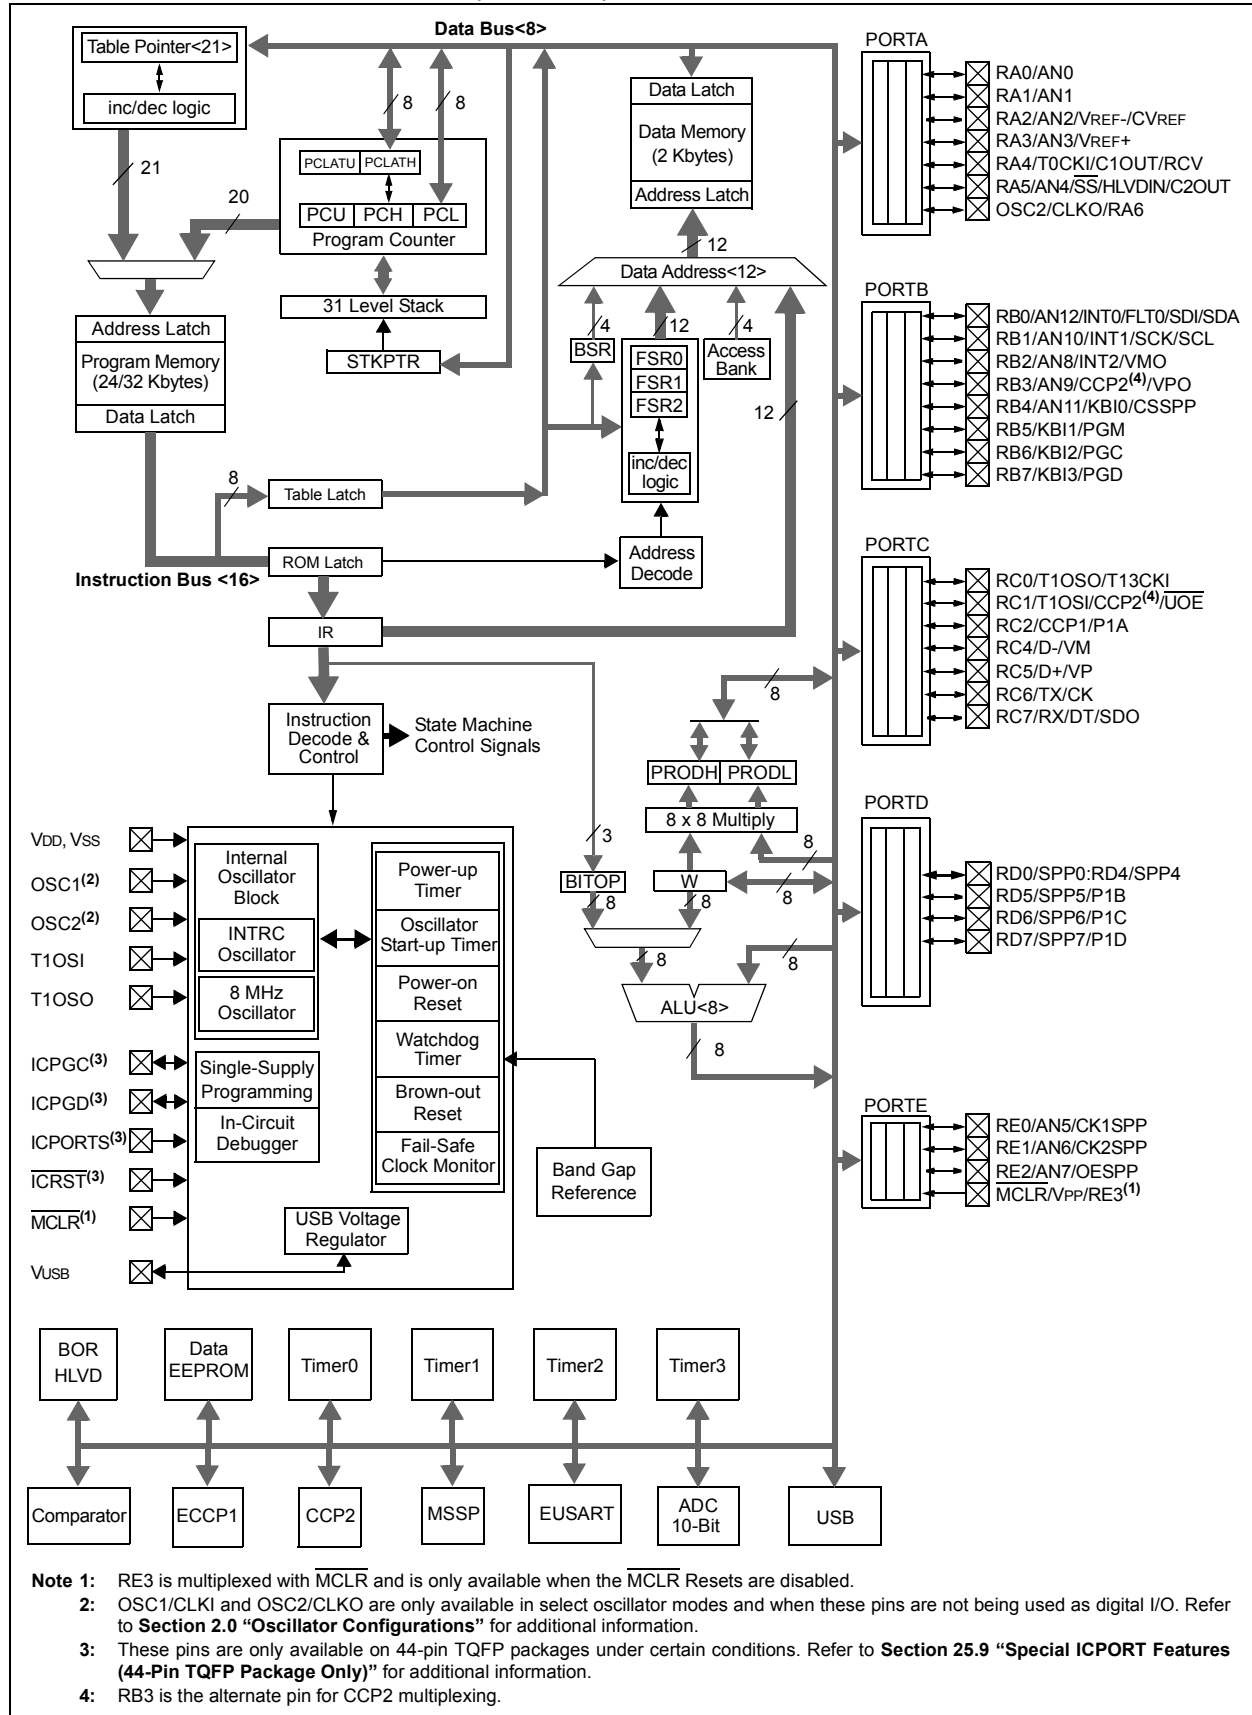 Data Bus<8>
Table Pointer<21>
inc/dec logic
21
20
8
8
PCLATU PCLATH
PCU PCH PCL
Program Counter
31 Level Stack
STKPTR
Data Latch
Data Memory
(2 Kbytes)
Address Latch
12
Data Address<12>
4
12
4
BSR
FSR0
FSR1
FSR2
inc/dec
logic
Access
Bank
12
Address Latch
Program Memory
(24/32 Kbytes)
Data Latch
8
Table Latch
ROM Latch
Instruction Bus <16>
Address
Decode
IR
Instruction
Decode &
Control
State Machine
Control Signals
8
PRODH PRODL
8 x 8 Multiply
3
8
BITOP
W
8
8
8
8
8
ALU<8>
8
VDD, VSS
OSC1(2)
OSC2(2)
T1OSI
T1OSO
ICPGC(3)
ICPGD(3)
ICPORTS(3)
ICRST(3)
MCLR(1)
VUSB
Internal
Oscillator
Block
INTRC
Oscillator
8 MHz
Oscillator
Single-Supply
Programming
In-Circuit
Debugger
Power-up
Timer
Oscillator
Start-up Timer
Power-on
Reset
Watchdog
Timer
Brown-out
Reset
Fail-Safe
Clock Monitor
USB Voltage
Regulator
Band Gap
Reference
PORTA
RA0/AN0
RA1/AN1
RA2/AN2/VREF-/CVREF
RA3/AN3/VREF+
RA4/T0CKI/C1OUT/RCV
RA5/AN4/SS/HLVDIN/C2OUT
OSC2/CLKO/RA6
PORTB
RB0/AN12/INT0/FLT0/SDI/SDA
RB1/AN10/INT1/SCK/SCL
RB2/AN8/INT2/VMO
RB3/AN9/CCP2(4)/VPO
RB4/AN11/KBI0/CSSPP
RB5/KBI1/PGM
RB6/KBI2/PGC
RB7/KBI3/PGD
PORTC
RC0/T1OSO/T13CKI
RC1/T1OSI/CCP2(4)/UOE
RC2/CCP1/P1A
RC4/D-/VM
RC5/D+/VP
RC6/TX/CK
RC7/RX/DT/SDO
PORTD
RD0/SPP0:RD4/SPP4
RD5/SPP5/P1B
RD6/SPP6/P1C
RD7/SPP7/P1D
PORTE
RE0/AN5/CK1SPP
RE1/AN6/CK2SPP
RE2/AN7/OESPP
MCLR/VPP/RE3(1)
BOR
HLVD
Data
EEPROM
Timer0
Timer1
Timer2
Timer3
Comparator
ECCP1
CCP2
MSSP
EUSART
ADC
10-Bit
USB
Note 1: RE3 is multiplexed with MCLR and is only available when the MCLR Resets are disabled.
2: OSC1/CLKI and OSC2/CLKO are only available in select oscillator modes and when these pins are not being used as digital I/O. Refer
to Section 2.0 “Oscillator Configurations” for additional information.
3: These pins are only available on 44-pin TQFP packages under certain conditions. Refer to Section 25.9 “Special ICPORT Features
(44-Pin TQFP Package Only)” for additional information.
4: RB3 is the alternate pin for CCP2 multiplexing.